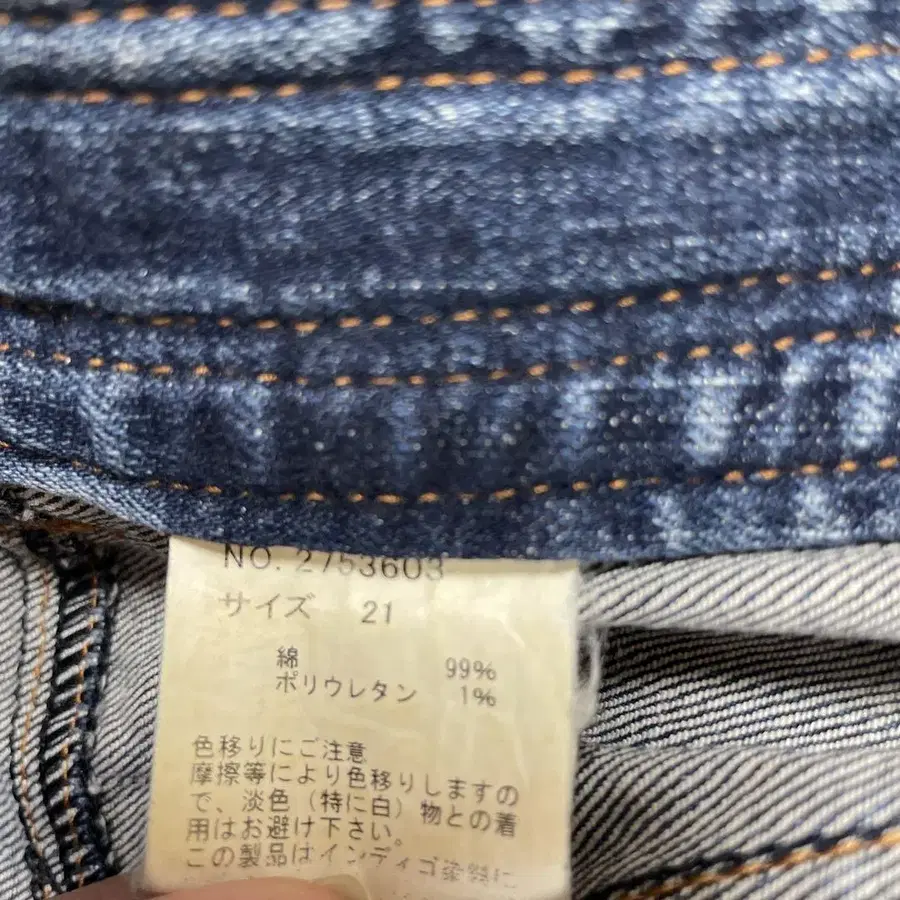 NO. 2753603
サイズ 21
綿 99%
ポリウレタン 1%
色移りにご注意
摩擦等により色移りしますの
で、淡色（特に白）物との着
用はお避け下さい。
この製品はインディゴ染料に